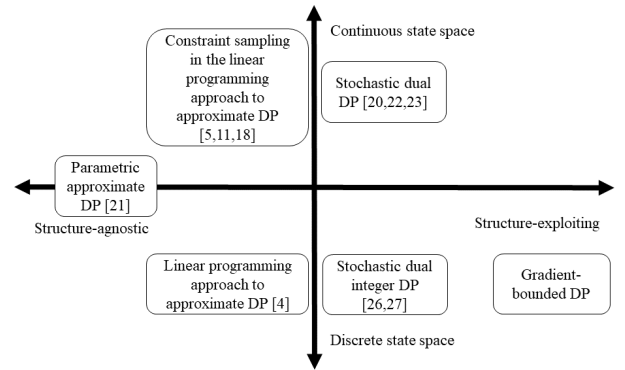 Continuous state space
Constraint sampling
in the linear
programming
approach to
approximate DP
[5,11,18]
Stochastic dual
DP [20,22,23]
Parametric
approximate
DP [21]
Structure-agnostic
Structure-exploiting
Linear programming
approach to
approximate DP [4]
Stochastic dual
integer DP
[26,27]
Gradient-
bounded DP
Discrete state space